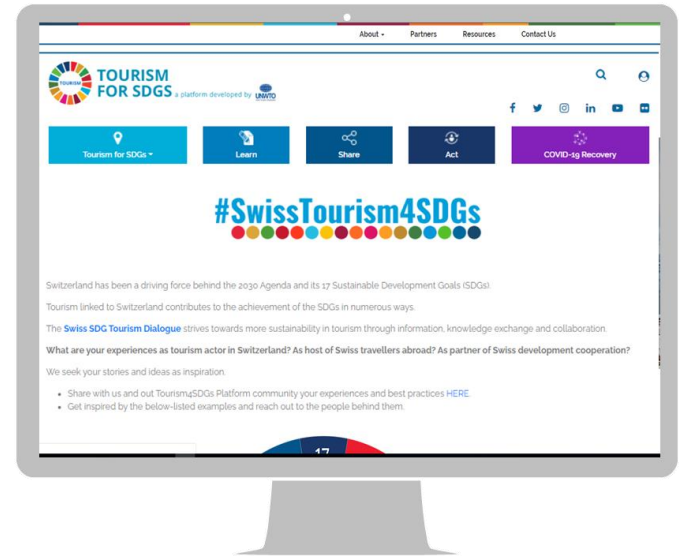 About
Partners
Resources
Contact Us
TOURISM
TOURISM
FOR SDGS a platform developed by UNWTO
Tourism for SDGs
Learn
Share
Act
COVID-19 Recovery
#SwissTourism4SDGs
Switzerland has been a driving force behind the 2030 Agenda and its 17 Sustainable Development Goals (SDGs).
Tourism linked to Switzerland contributes to the achievement of the SDGs in numerous ways.
The Swiss SDG Tourism Dialogue strives towards more sustainability in tourism through information, knowledge exchange and collaboration.
What are your experiences as tourism actor in Switzerland? As host of Swiss travellers abroad? As partner of Swiss development cooperation?
We seek your stories and ideas as inspiration.
• Share with us and out Tourism4SDGs Platform community your experiences and best practices HERE.
• Get inspired by the below-listed examples and reach out to the people behind them.
17